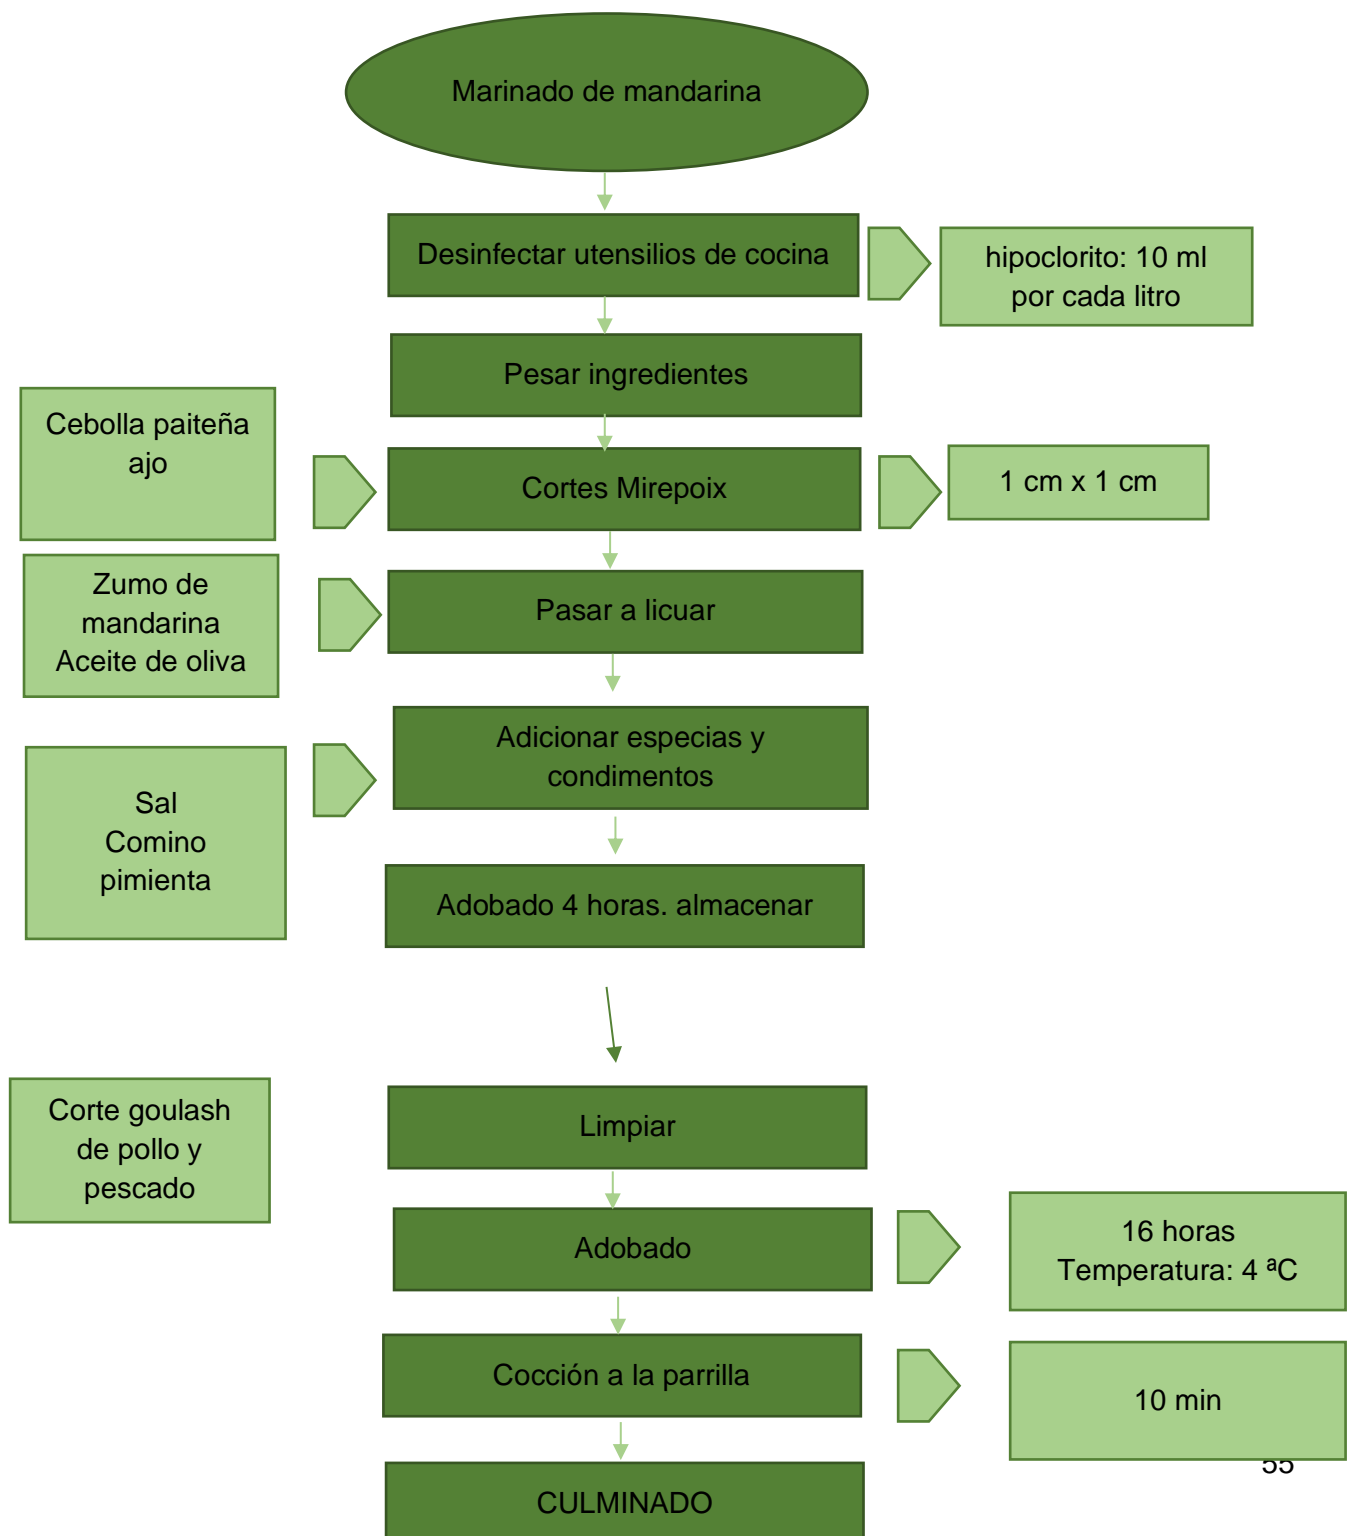 Marinado de mandarina
Desinfectar utensilios de cocina
hipoclorito: 10 ml
por cada litro
Pesar ingredientes
Cebolla paiteña
ajo
Cortes Mirepoix
1 cm x 1 cm
Zumo de
mandarina
Aceite de oliva
Pasar a licuar
Adicionar especias y
condimentos
Sal
Comino
pimienta
Adobado 4 horas. almacenar
Corte goulash
de pollo y
pescado
Limpiar
Adobado
16 horas
Temperatura: 4 ªC
Cocción a la parrilla
10 min
55
CULMINADO